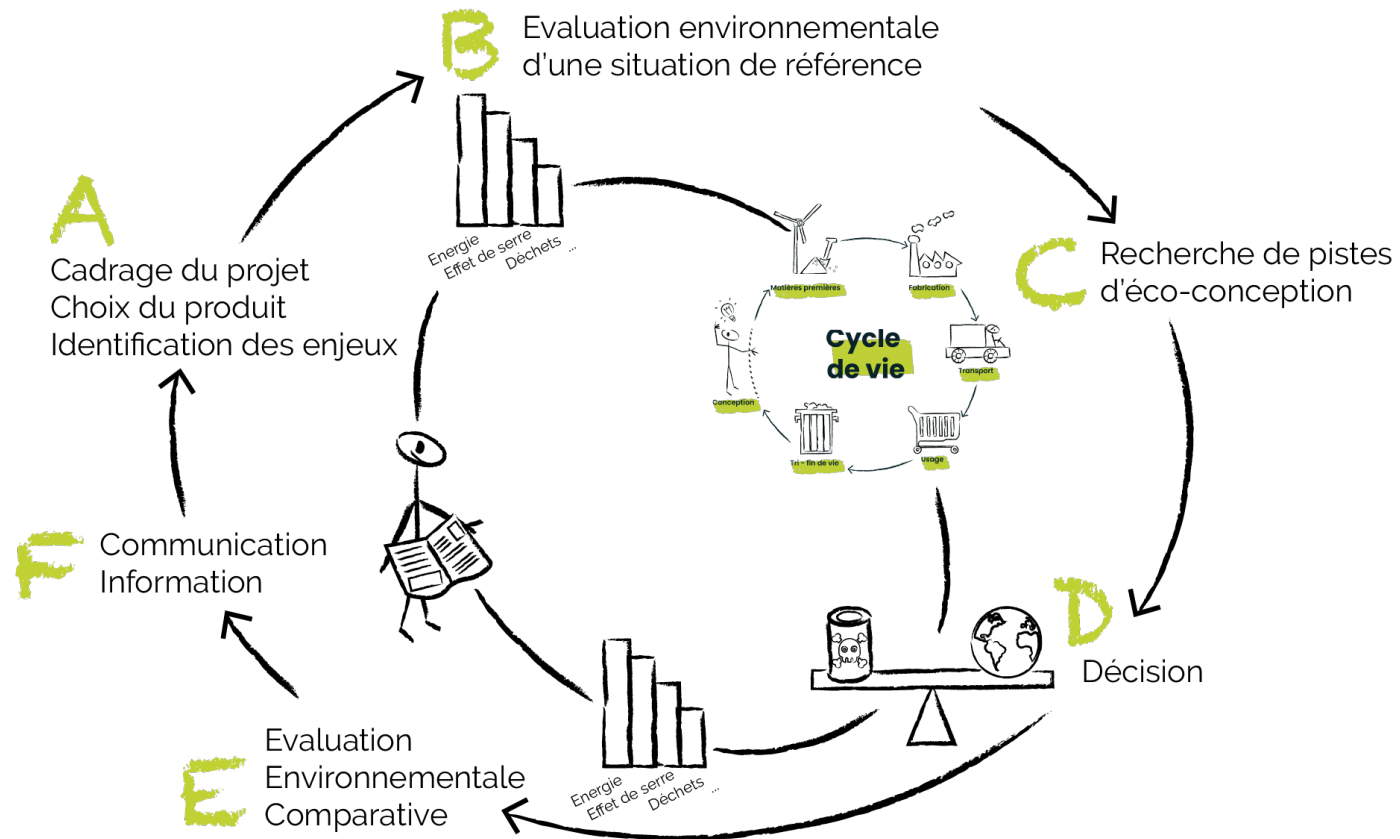 A
Cadrage du projet
Choix du produit
Identification des enjeux
B
Evaluation environnementale
d'une situation de référence
Energie
Effet de serre
Déchets ...
C
Recherche de pistes
d'éco-conception
Cycle
de vie
Matières premières
Fabrication
Transport
Usage
Tri - fin de vie
Conception
D
Décision
E
Evaluation
Environnementale
Comparative
Energie
Effet de serre
Déchets ...
F
Communication
Information